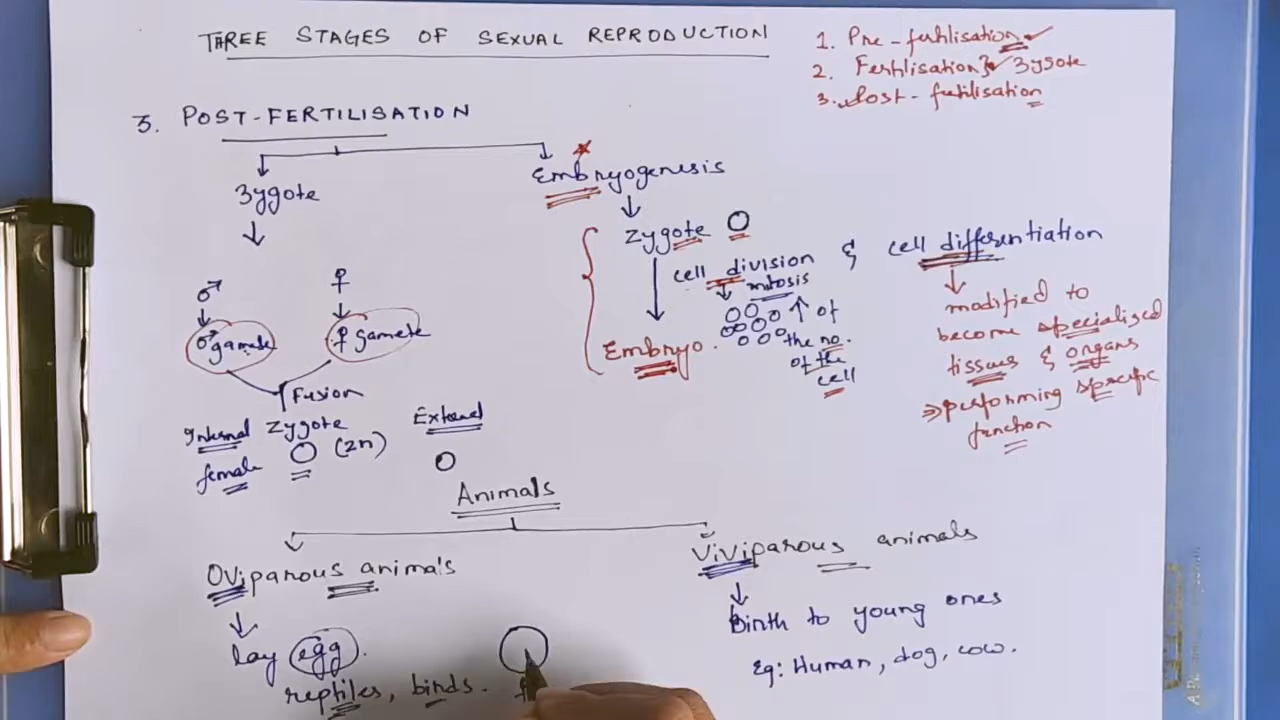 THREE STAGES OF SEXUAL REPRODUCTION
1. Pre-fertilisation
2. Fertilisation} Zygote
3. Post-fertilisation
3. POST-FERTILISATION
Zygote
Embryogenesis
Zygote
cell division & cell differentiation
mitosis
↑ of
the no.
of the
cell
Embryo.
modified to
become specialised
tissues & organs
⇒ performing specific
function
♂ ♀
♂ gamete ♀ gamete
Fusion
Internal Zygote External
female (2n)
Animals
Oviparous animals
lay egg.
reptiles, birds.
Viviparous animals
Birth to young ones
Eg: Human, dog, cow.